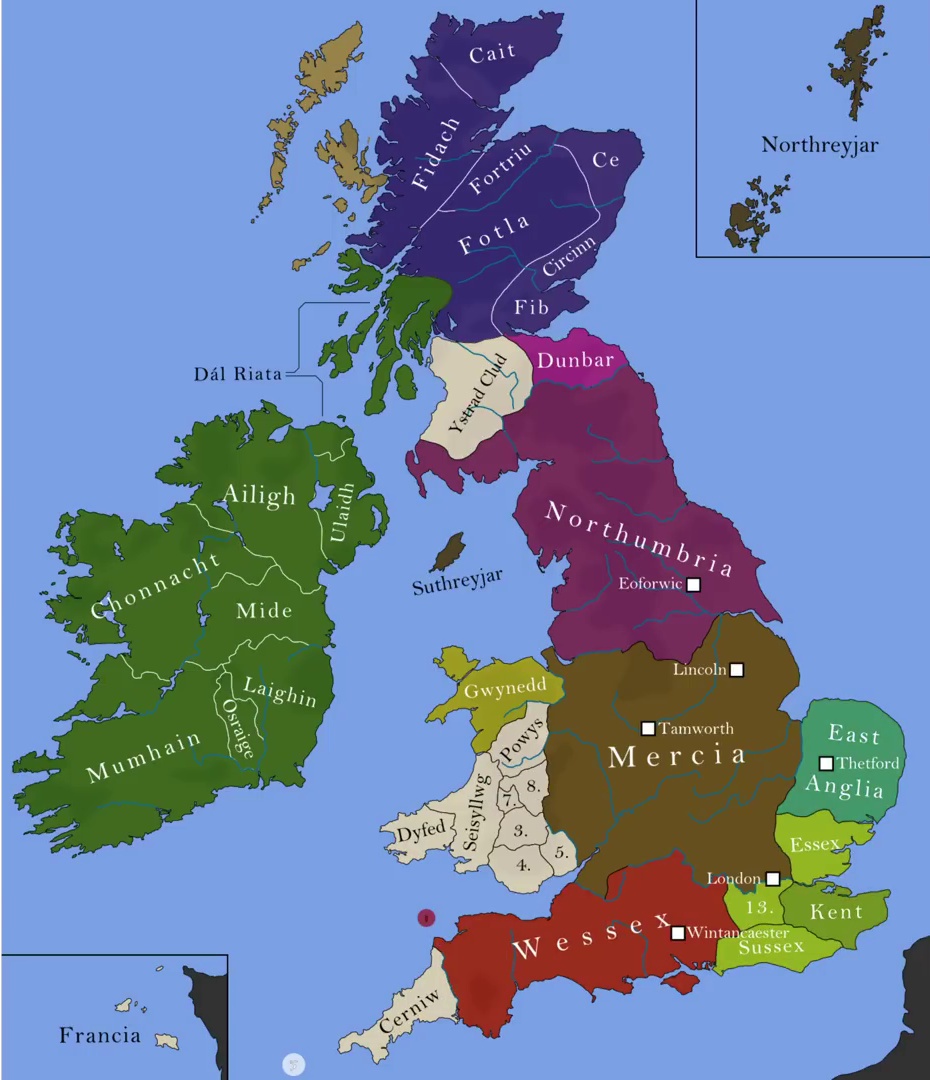 Cait
Fidach
Fortriu
Ce
Northreyjar
Fotla
Circinn
Fib
Dunbar
Dál Riata
Ystrad Clud
Ailigh
Ulaidh
Northumbria
Chonnacht
Suthreyjar
Eoforwic
Mide
Lincoln
Gwynedd
Laighin
Osraige
Powys
Tamworth
East
Mumhain
Mercia
Thetford
Anglia
8.
7.
Seisyllwg
Dyfed
3.
Essex
5.
4.
London
13.
Kent
Wessex
Wintancaester
Sussex
Cerniw
Francia